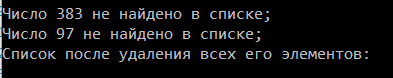 Число 383 не найдено в списке;
Число 97 не найдено в списке;
Список после удаления всех его элементов: